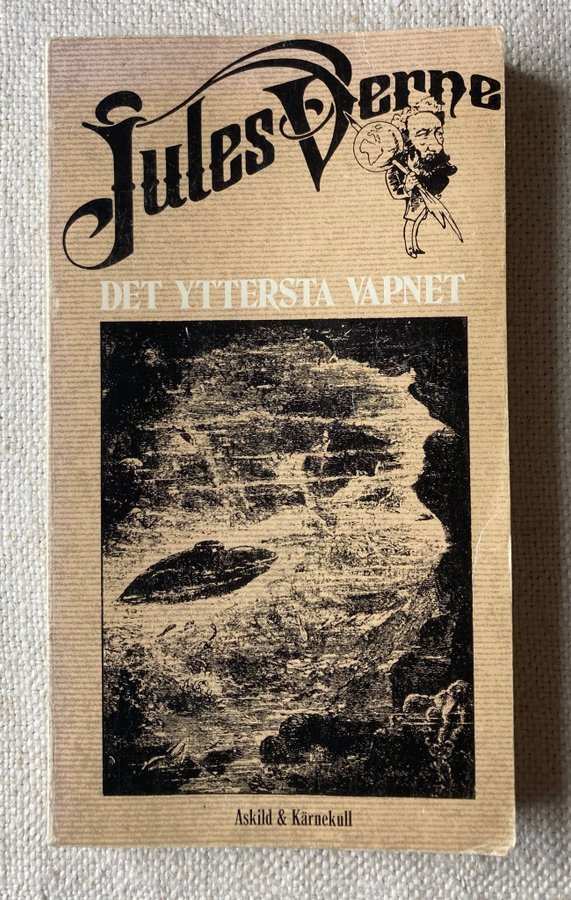 Jules Verne
DET YTTERSTA VAPNET
Askild & Kärnekull